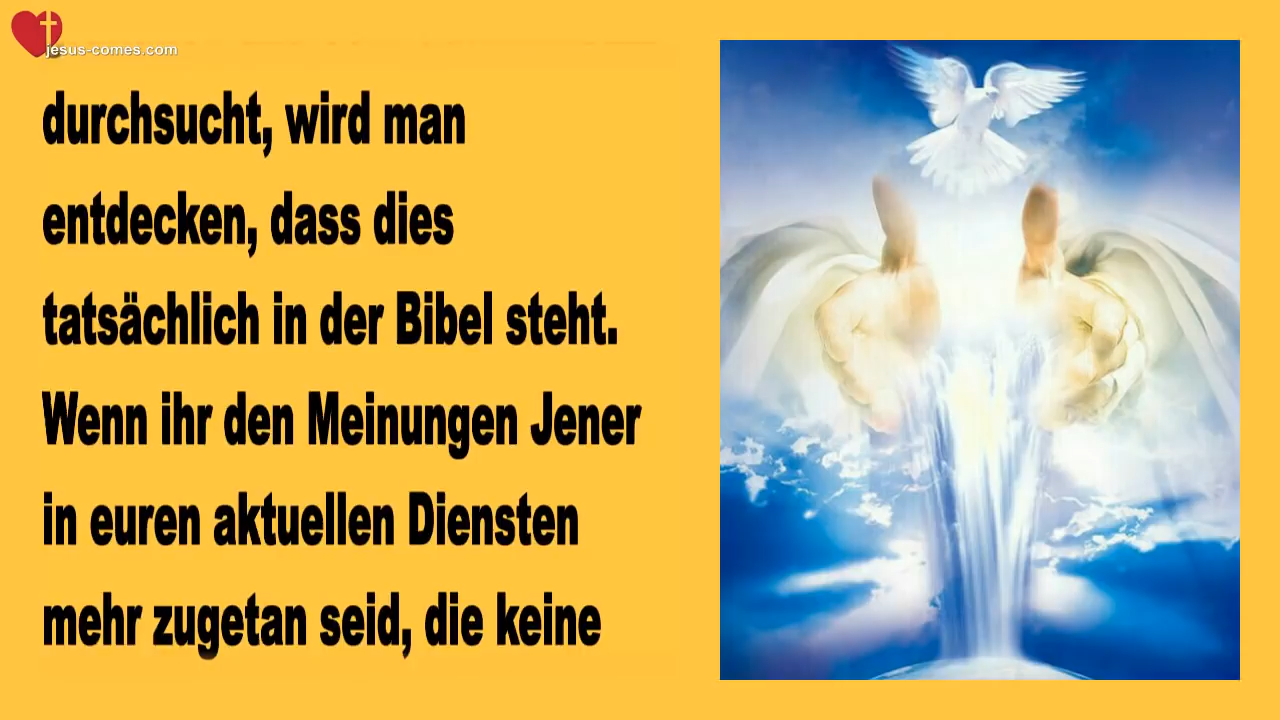 jesus-comes.com
durchsucht, wird man
entdecken, dass dies
tatsächlich in der Bibel steht.
Wenn ihr den Meinungen Jener
in euren aktuellen Diensten
mehr zugetan seid, die keine